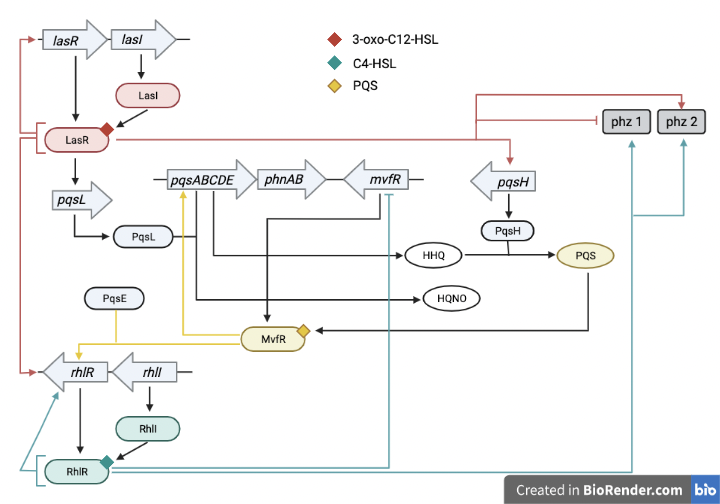 lasR lasI
3-oxo-C12-HSL
C4-HSL
PQS
LasI
LasR
phz 1 phz 2
pqsABCDE phnAB mvfR pqsH
pqsL
PqsL
PqsH
HHQ
PQS
PqsE
HQNO
MvfR
rhlR rhlI
RhlI
RhlR
Created in BioRender.com bio